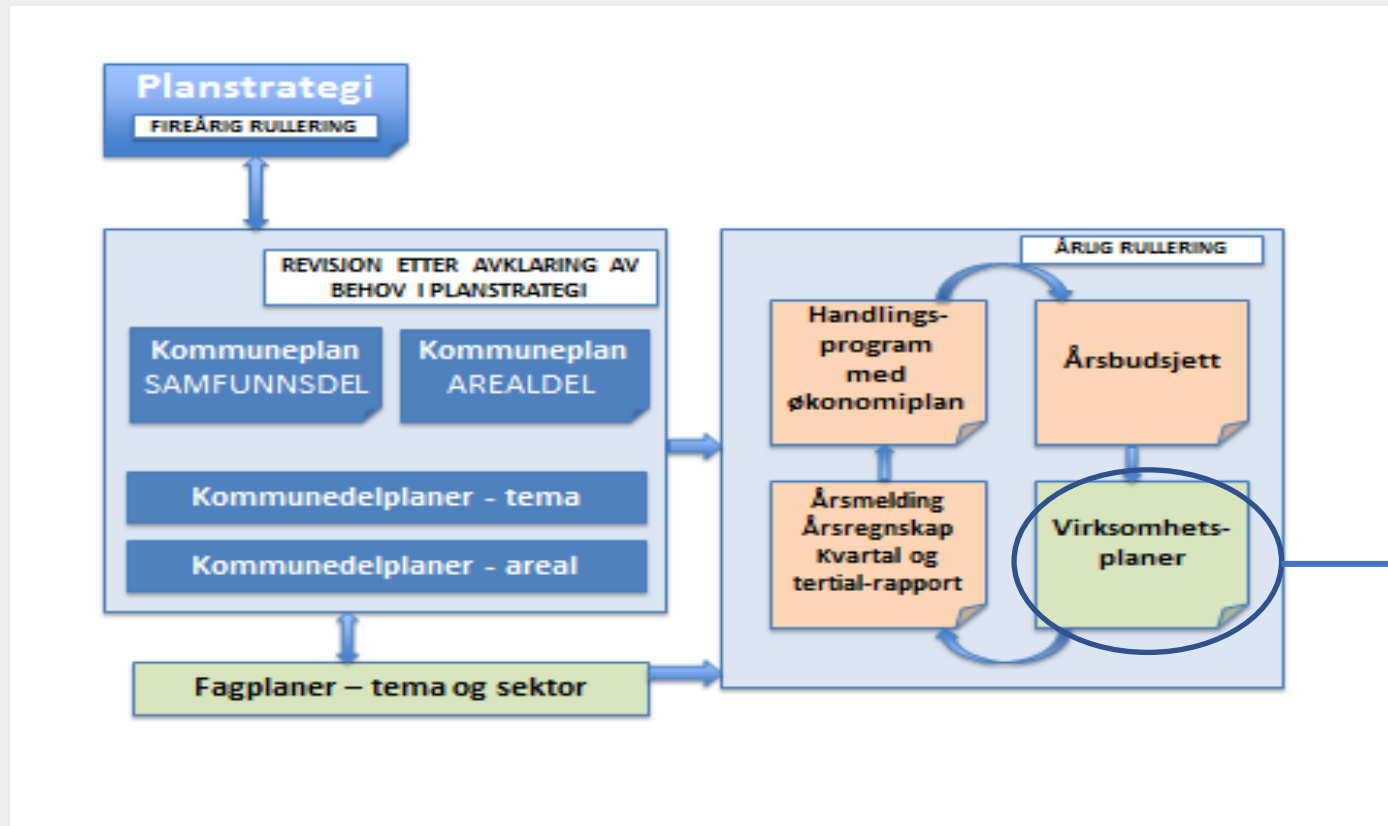 Planstrategi
FIREÅRIG RULLERING
REVISJON ETTER AVKLARING AV
BEHOV I PLANSTRATEGI
Kommuneplan
SAMFUNNSDEL
Kommuneplan
AREALDEL
Kommunedelplaner - tema
Kommunedelplaner - areal
Fagplaner – tema og sektor
ÅRLIG RULLERING
Handlings-
program
med
økonomiplan
Årsbudsjett
Årsmelding
Årsregnskap
Kvartal og
tertial-rapport
Virksomhets-
planer